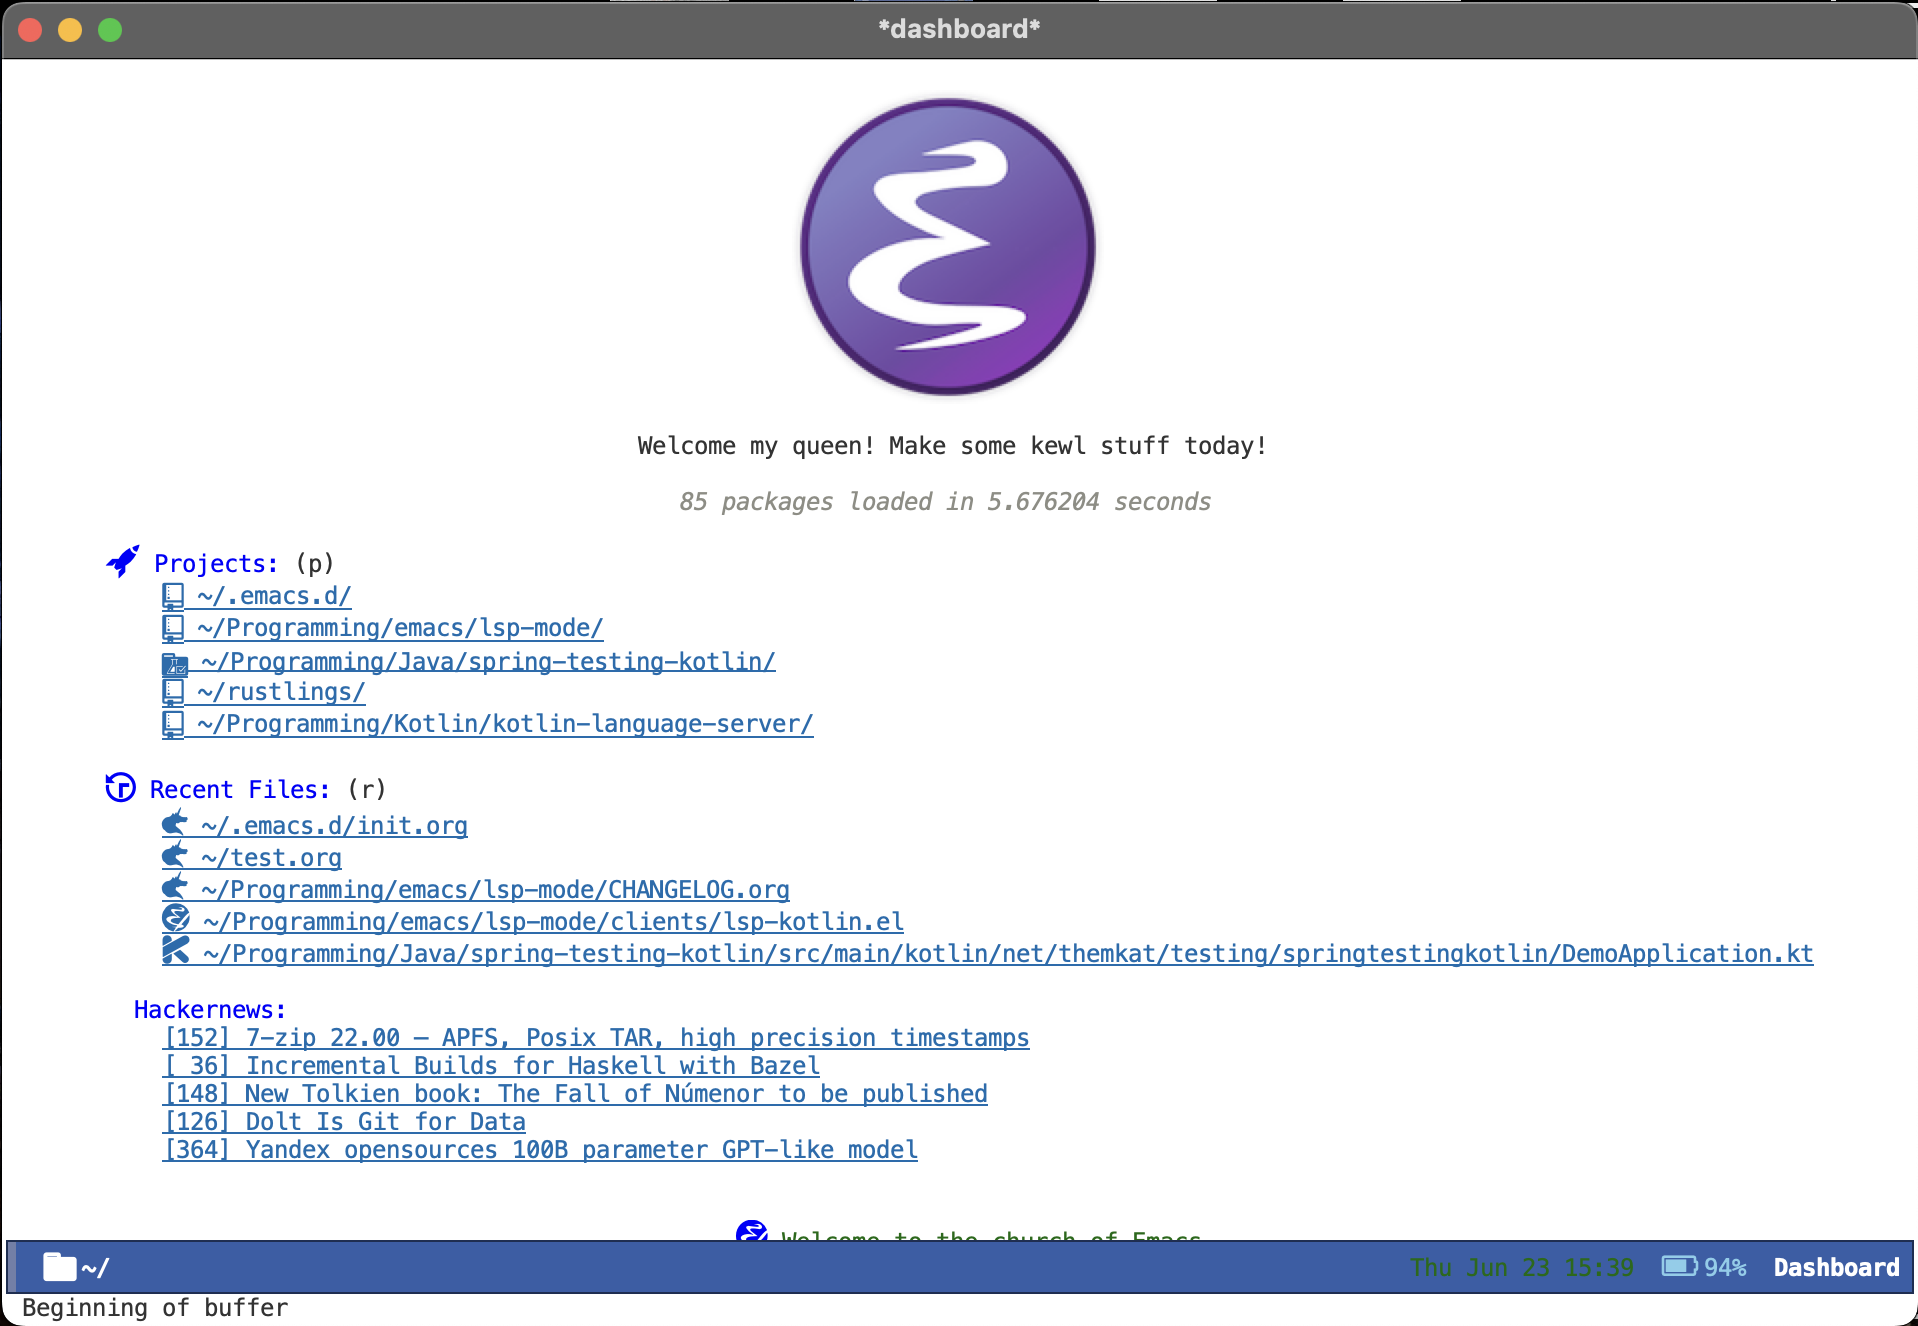 *dashboard*
Welcome my queen! Make some kewl stuff today!
85 packages loaded in 5.676204 seconds
Projects: (p)
~/.emacs.d/
~/Programming/emacs/lsp-mode/
~/Programming/Java/spring-testing-kotlin/
~/rustlings/
~/Programming/Kotlin/kotlin-language-server/
Recent Files: (r)
~/.emacs.d/init.org
~/test.org
~/Programming/emacs/lsp-mode/CHANGELOG.org
~/Programming/emacs/lsp-mode/clients/lsp-kotlin.el
~/Programming/Java/spring-testing-kotlin/src/main/kotlin/net/themkat/testing/springtestingkotlin/DemoApplication.kt
Hackernews:
[152] 7-zip 22.00 – APFS, Posix TAR, high precision timestamps
[ 36] Incremental Builds for Haskell with Bazel
[148] New Tolkien book: The Fall of Númenor to be published
[126] Dolt Is Git for Data
[364] Yandex opensources 100B parameter GPT-like model
Welcome to the church of Emacs
~/ Thu Jun 23 15:39 94% Dashboard
Beginning of buffer